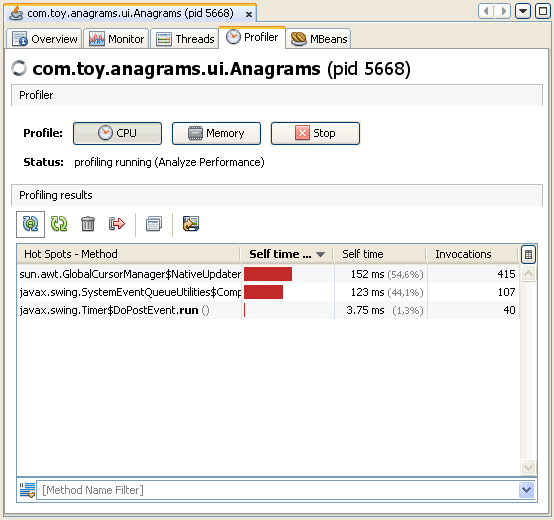 com.toy.anagrams.ui.Anagrams (pid 5668)
Overview Monitor Threads Profiler MBeans
com.toy.anagrams.ui.Anagrams (pid 5668)
Profiler
Profile: CPU Memory Stop
Status: profiling running (Analyze Performance)
Profiling results
Hot Spots - Method Self time ... Self time Invocations
sun.awt.GlobalCursorManager$NativeUpdater 152 ms (54,6%) 415
javax.swing.SystemEventQueueUtilities$Comp 123 ms (44,1%) 107
javax.swing.Timer$DoPostEvent.run () 3.75 ms (1,3%) 40
[Method Name Filter]